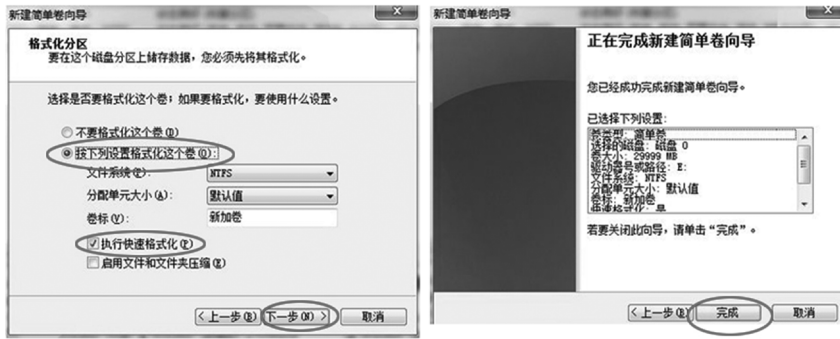 新建简单卷向导
格式化分区
要在这个磁盘分区上储存数据，您必须先将其格式化。
选择是否要格式化这个卷；如果要格式化，要使用什么设置。
不要格式化这个卷(D)
按下列设置格式化这个卷(O):
文件系统(F): NTFS
分配单元大小(A): 默认值
卷标(V): 新加卷
执行快速格式化(P)
启用文件和文件夹压缩(E)
<上一步(B) 下一步(N) > 取消
新建简单卷向导
正在完成新建简单卷向导
您已经成功完成新建简单卷向导。
已选择下列设置:
卷类型: 简单卷
选择的磁盘: 磁盘 0
卷大小: 29999 MB
驱动器号或路径: E:
文件系统: NTFS
分配单元大小: 默认值
卷标: 新加卷
快速格式化: 是
若要关闭此向导，请单击“完成”。
<上一步(B) 完成 取消